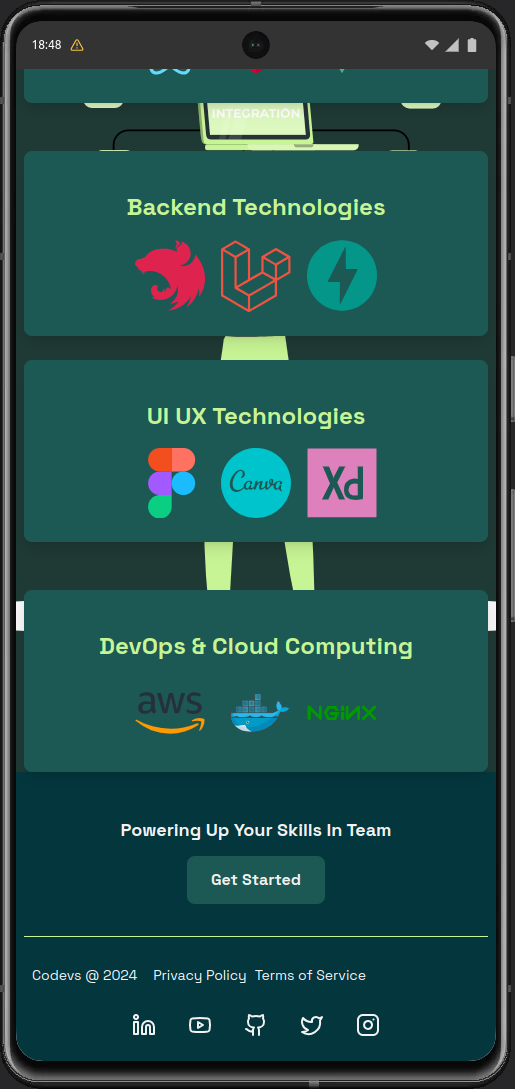 18:48
INTEGRATION
Backend Technologies
UI UX Technologies
Canva
Xd
DevOps & Cloud Computing
aws
NGINX
Powering Up Your Skills In Team
Get Started
Codevs @ 2024 Privacy Policy Terms of Service
in